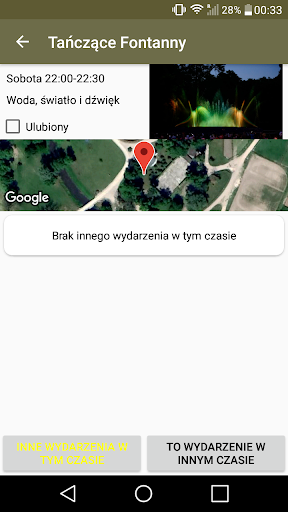 28% 00:33
Tańczące Fontanny
Sobota 22:00-22:30
Woda, światło i dźwięk
Ulubiony
Google
Brak innego wydarzenia w tym czasie
INNE WYDARZENIA W
TYM CZASIE
TO WYDARZENIE W
INNYM CZASIE